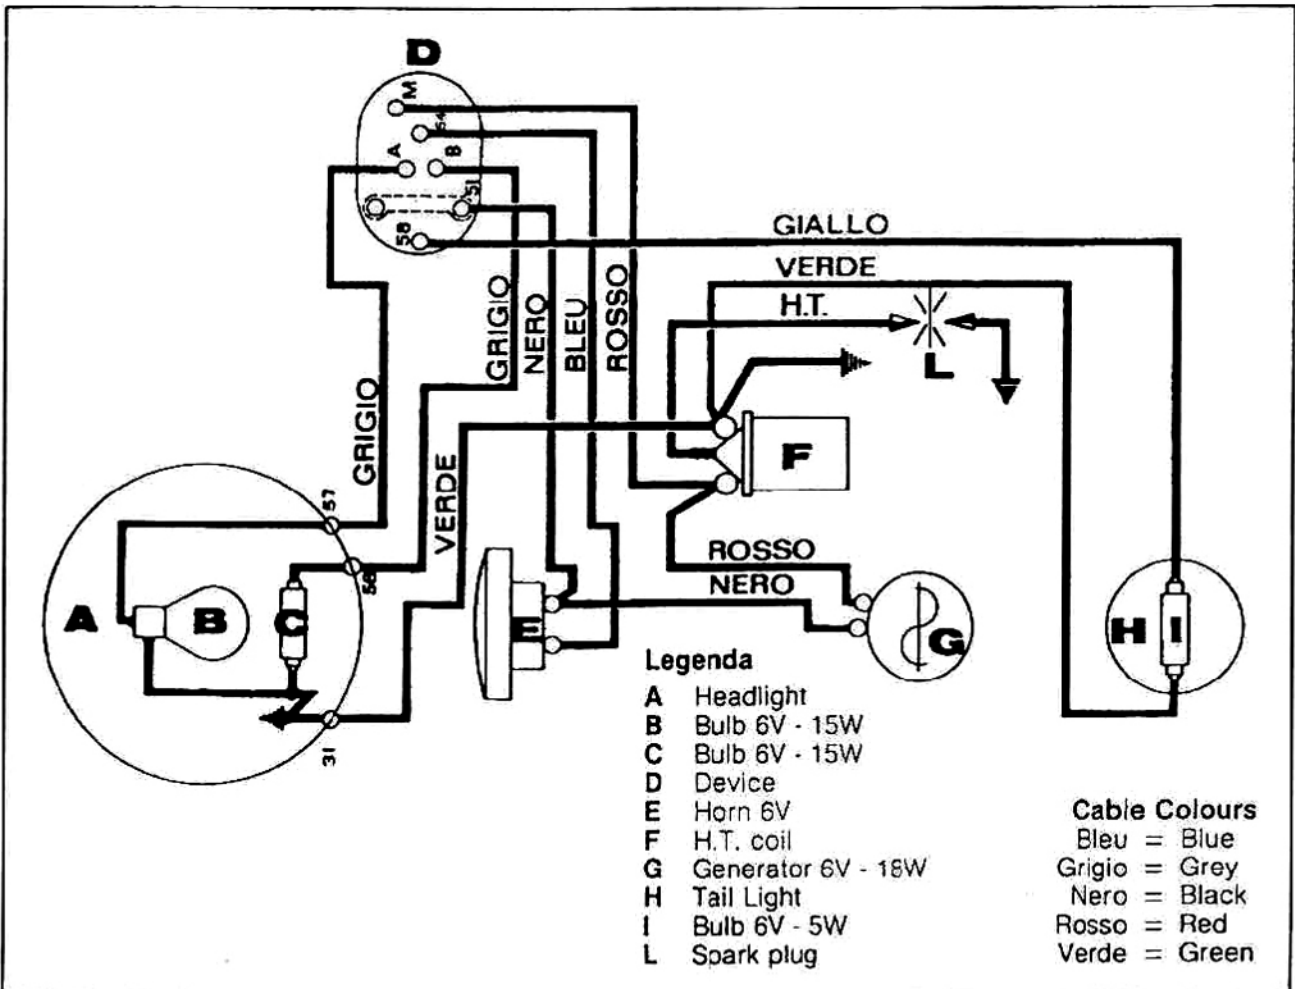 D
M
54
A
B
51
58
GIALLO
VERDE
H.T.
L
GRIGIO
NERO
BLEU
ROSSO
GRIGIO
VERDE
F
57
56
A
B
C
31
E
ROSSO
NERO
G
H
I
Legenda
A Headlight
B Bulb 6V - 15W
C Bulb 6V - 15W
D Device
E Horn 6V
F H.T. coil
G Generator 6V - 18W
H Tail Light
I Bulb 6V - 5W
L Spark plug
Cable Colours
Bleu = Blue
Grigio = Grey
Nero = Black
Rosso = Red
Verde = Green